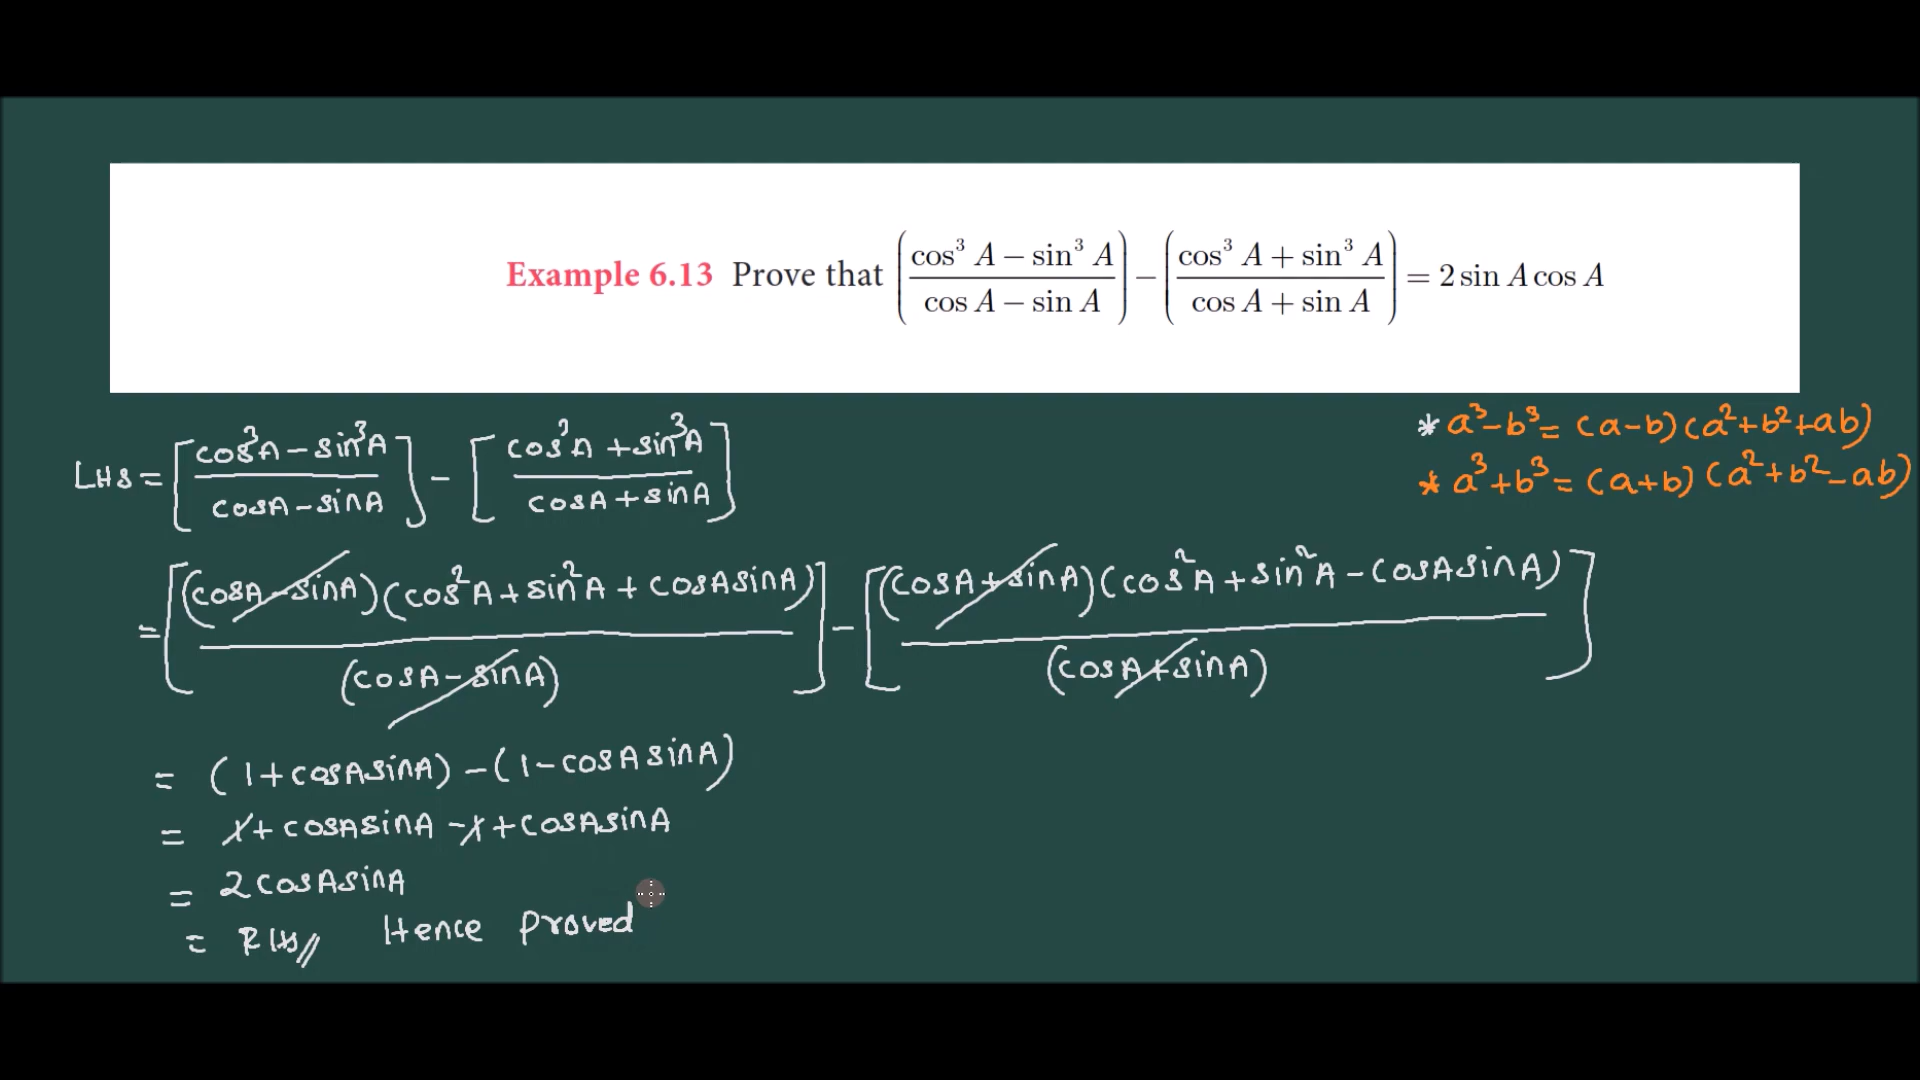 Example 6.13 Prove that ((cos³ A − sin³ A)/(cos A − sin A)) − ((cos³ A + sin³ A)/(cos A + sin A)) = 2 sin A cos A
* a³-b³ = (a-b)(a²+b²+ab)
* a³+b³ = (a+b)(a²+b²-ab)
LHS = [(cos³A - sin³A)/(cosA - sinA)] - [(cos³A + sin³A)/(cosA + sinA)]
= [(cosA - sinA)(cos²A + sin²A + cosAsinA)/(cosA - sinA)] - [(cosA + sinA)(cos²A + sin²A - cosAsinA)/(cosA + sinA)]
= (1 + cosAsinA) - (1 - cosAsinA)
= 1 + cosAsinA - 1 + cosAsinA
= 2cosAsinA
= RHS// Hence proved